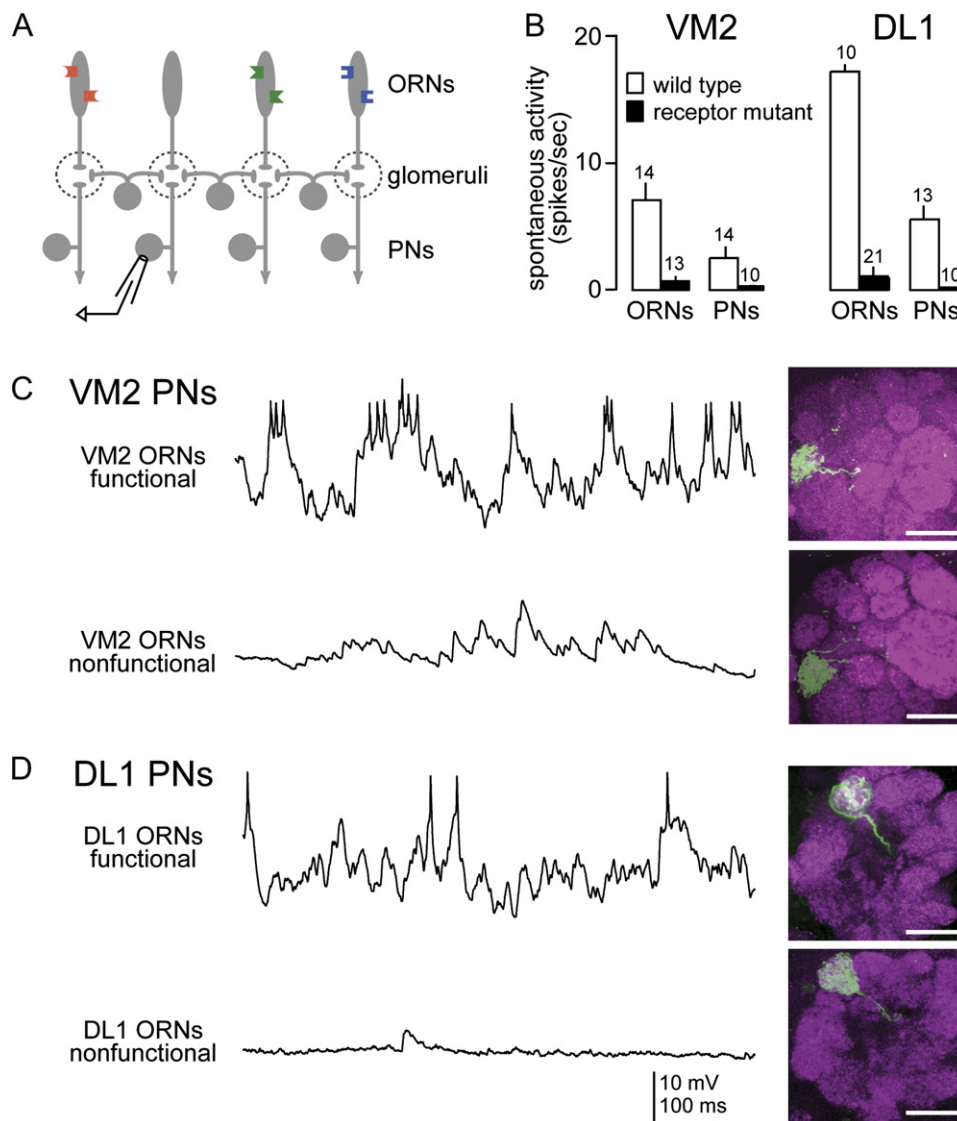 A
ORNs
glomeruli
PNs
B
VM2
DL1
20
10
0
spontaneous activity
(spikes/sec)
wild type
receptor mutant
14
13
14
10
10
21
13
10
ORNs
PNs
ORNs
PNs
C
VM2 PNs
VM2 ORNs
functional
VM2 ORNs
nonfunctional
D
DL1 PNs
DL1 ORNs
functional
DL1 ORNs
nonfunctional
10 mV
100 ms